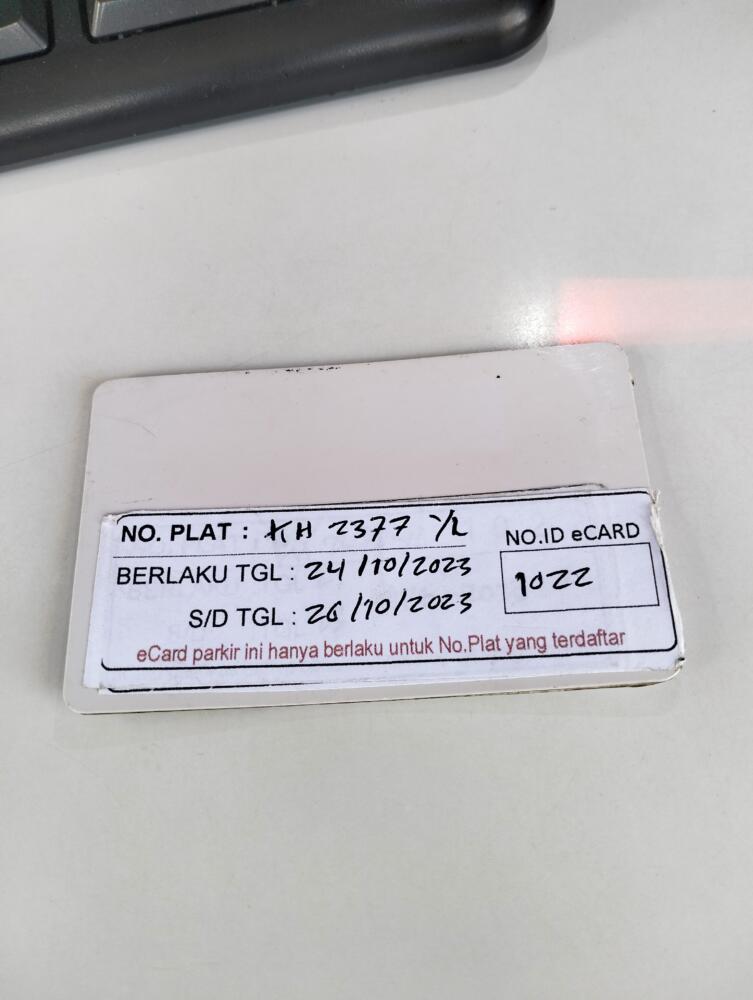 NO. PLAT : KH 2377 YL
NO.ID eCARD
BERLAKU TGL : 24/10/2023
1022
S/D TGL : 26/10/2023
eCard parkir ini hanya berlaku untuk No.Plat yang terdaftar